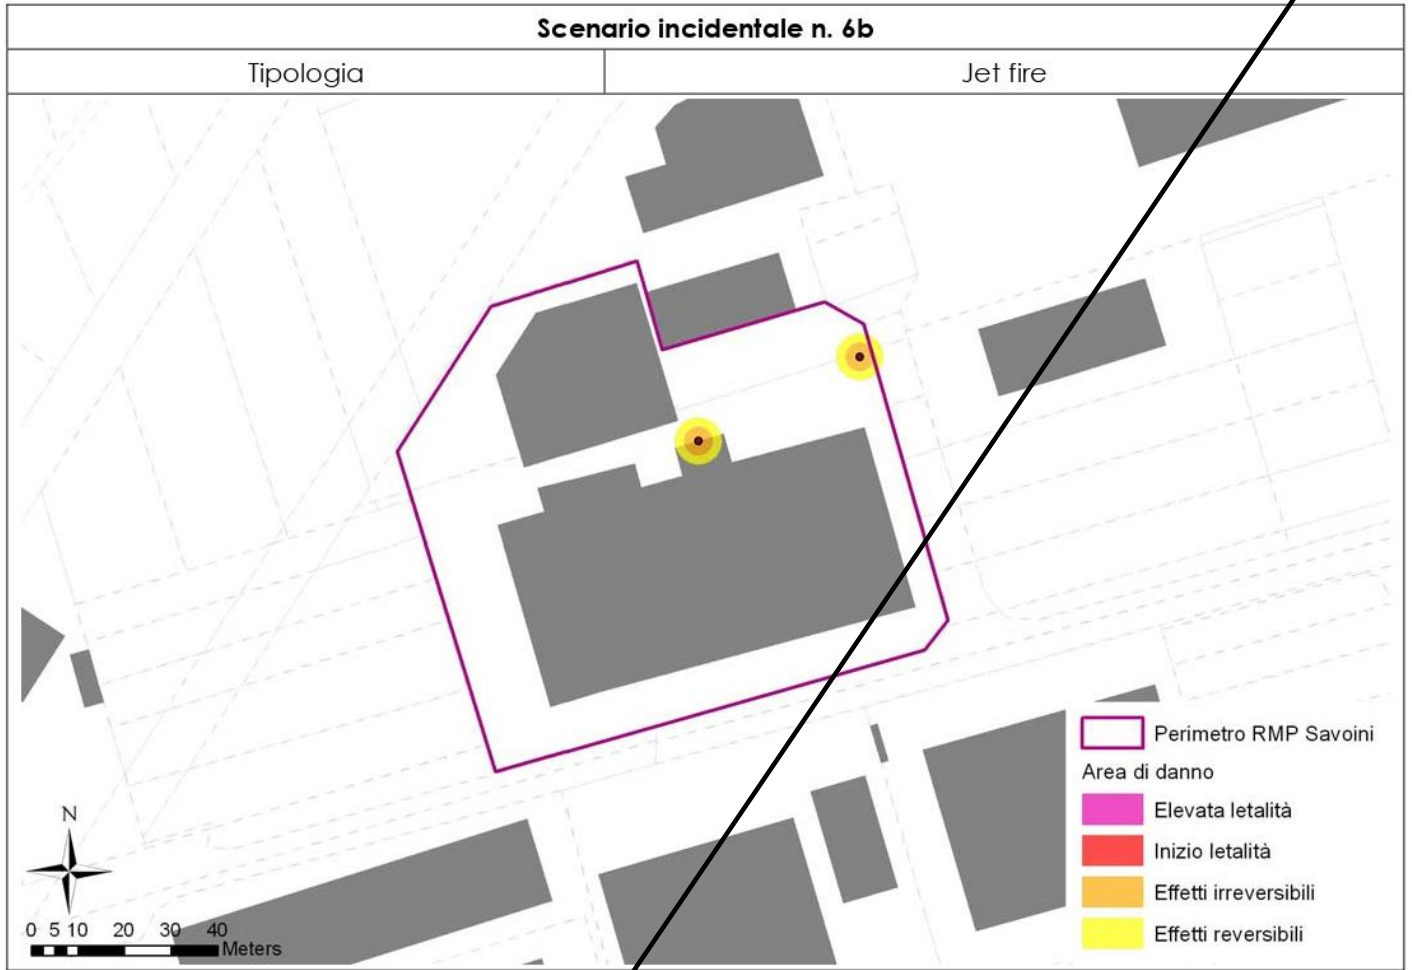 Scenario incidentale n. 6b
Tipologia
Jet fire
Perimetro RMP Savoini
Area di danno
Elevata letalità
Inizio letalità
Effetti irreversibili
Effetti reversibili
N
0 5 10 20 30 40
Meters